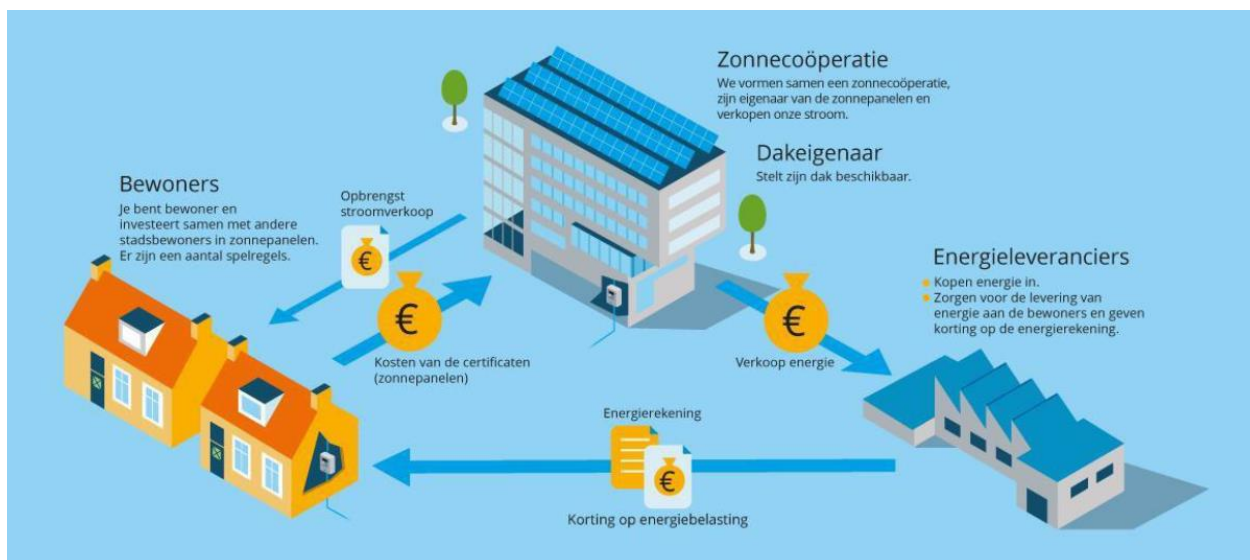 Zonnecoöperatie
We vormen samen een zonnecoöperatie,
zijn eigenaar van de zonnepanelen en
verkopen onze stroom.
Dakeigenaar
Stelt zijn dak beschikbaar.
Bewoners
Je bent bewoner en
investeert samen met andere
stadsbewoners in zonnepanelen.
Er zijn een aantal spelregels.
Opbrengst
stroomverkoop
€
€
Kosten van de certificaten
(zonnepanelen)
€
Verkoop energie
Energieleveranciers
Kopen energie in.
Zorgen voor de levering van
energie aan de bewoners en geven
korting op de energierekening.
Energierekening
€
Korting op energiebelasting